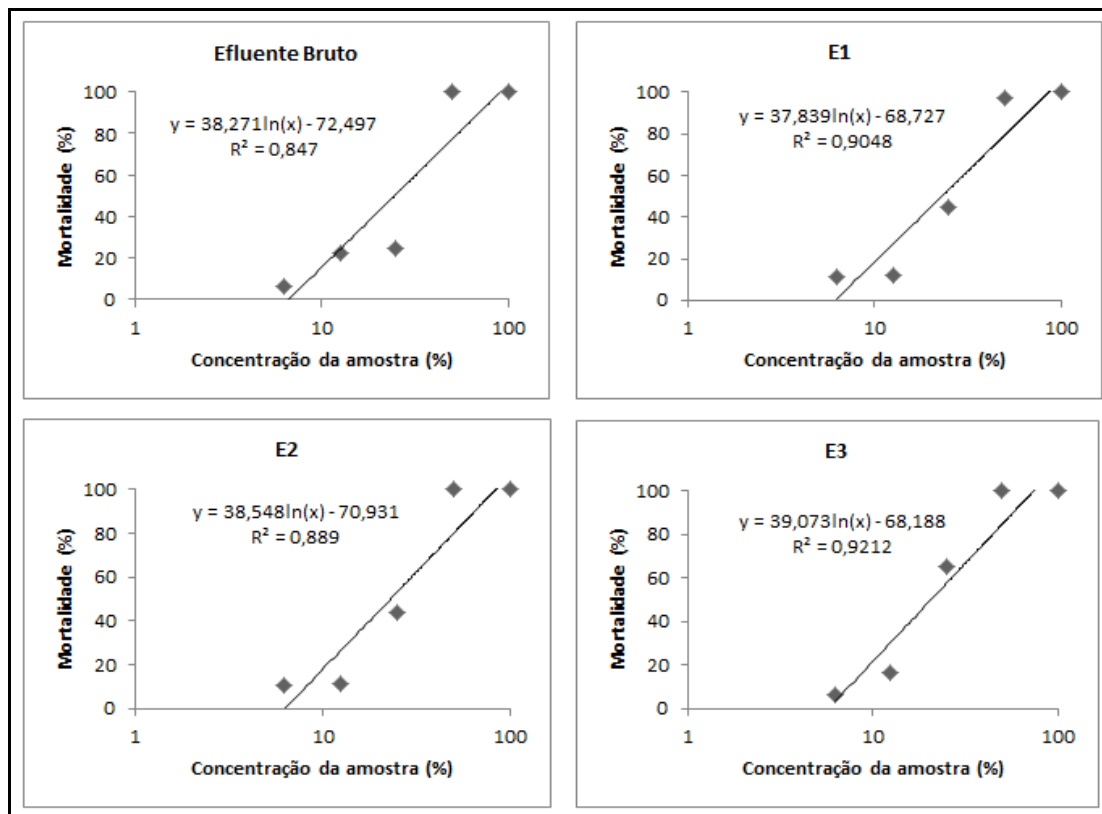 Efluente Bruto
y = 38,271ln(x) - 72,497
R² = 0,847
Mortalidade (%)
100
80
60
40
20
0
1 10 100
Concentração da amostra (%)
E1
y = 37,839ln(x) - 68,727
R² = 0,9048
Mortalidade (%)
100
80
60
40
20
0
1 10 100
Concentração da amostra (%)
E2
y = 38,548ln(x) - 70,931
R² = 0,889
Mortalidade (%)
100
80
60
40
20
0
1 10 100
Concentração da amostra (%)
E3
y = 39,073ln(x) - 68,188
R² = 0,9212
Mortalidade (%)
100
80
60
40
20
0
1 10 100
Concentração da amostra (%)